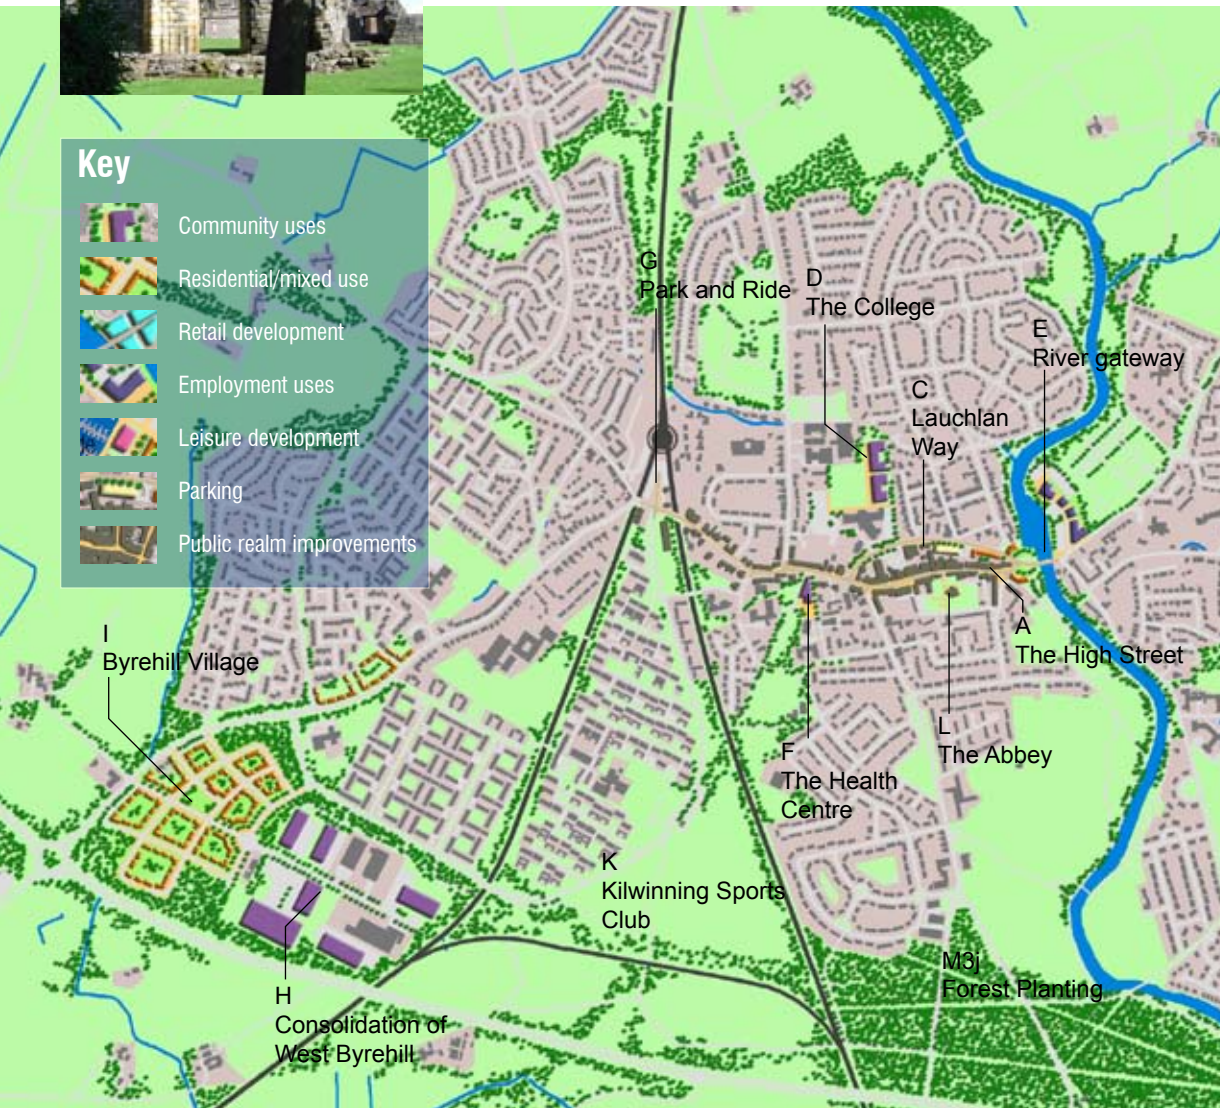 Key
Community uses
Residential/mixed use
Retail development
Employment uses
Leisure development
Parking
Public realm improvements
G
Park and Ride
D
The College
E
River gateway
C
Lauchlan
Way
A
The High Street
I
Byrehill Village
L
The Abbey
F
The Health
Centre
K
Kilwinning Sports
Club
M3j
Forest Planting
H
Consolidation of
West Byrehill